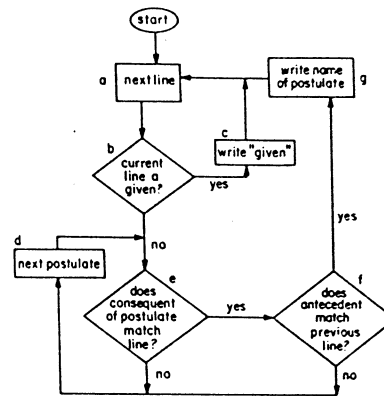 start
a
next line
write name
of postulate
g
b
current
line a
given?
c
write "given"
yes
no
d
next postulate
e
does
consequent
of postulate
match
line?
yes
f
does
antecedent
match
previous
line?
yes
no
no